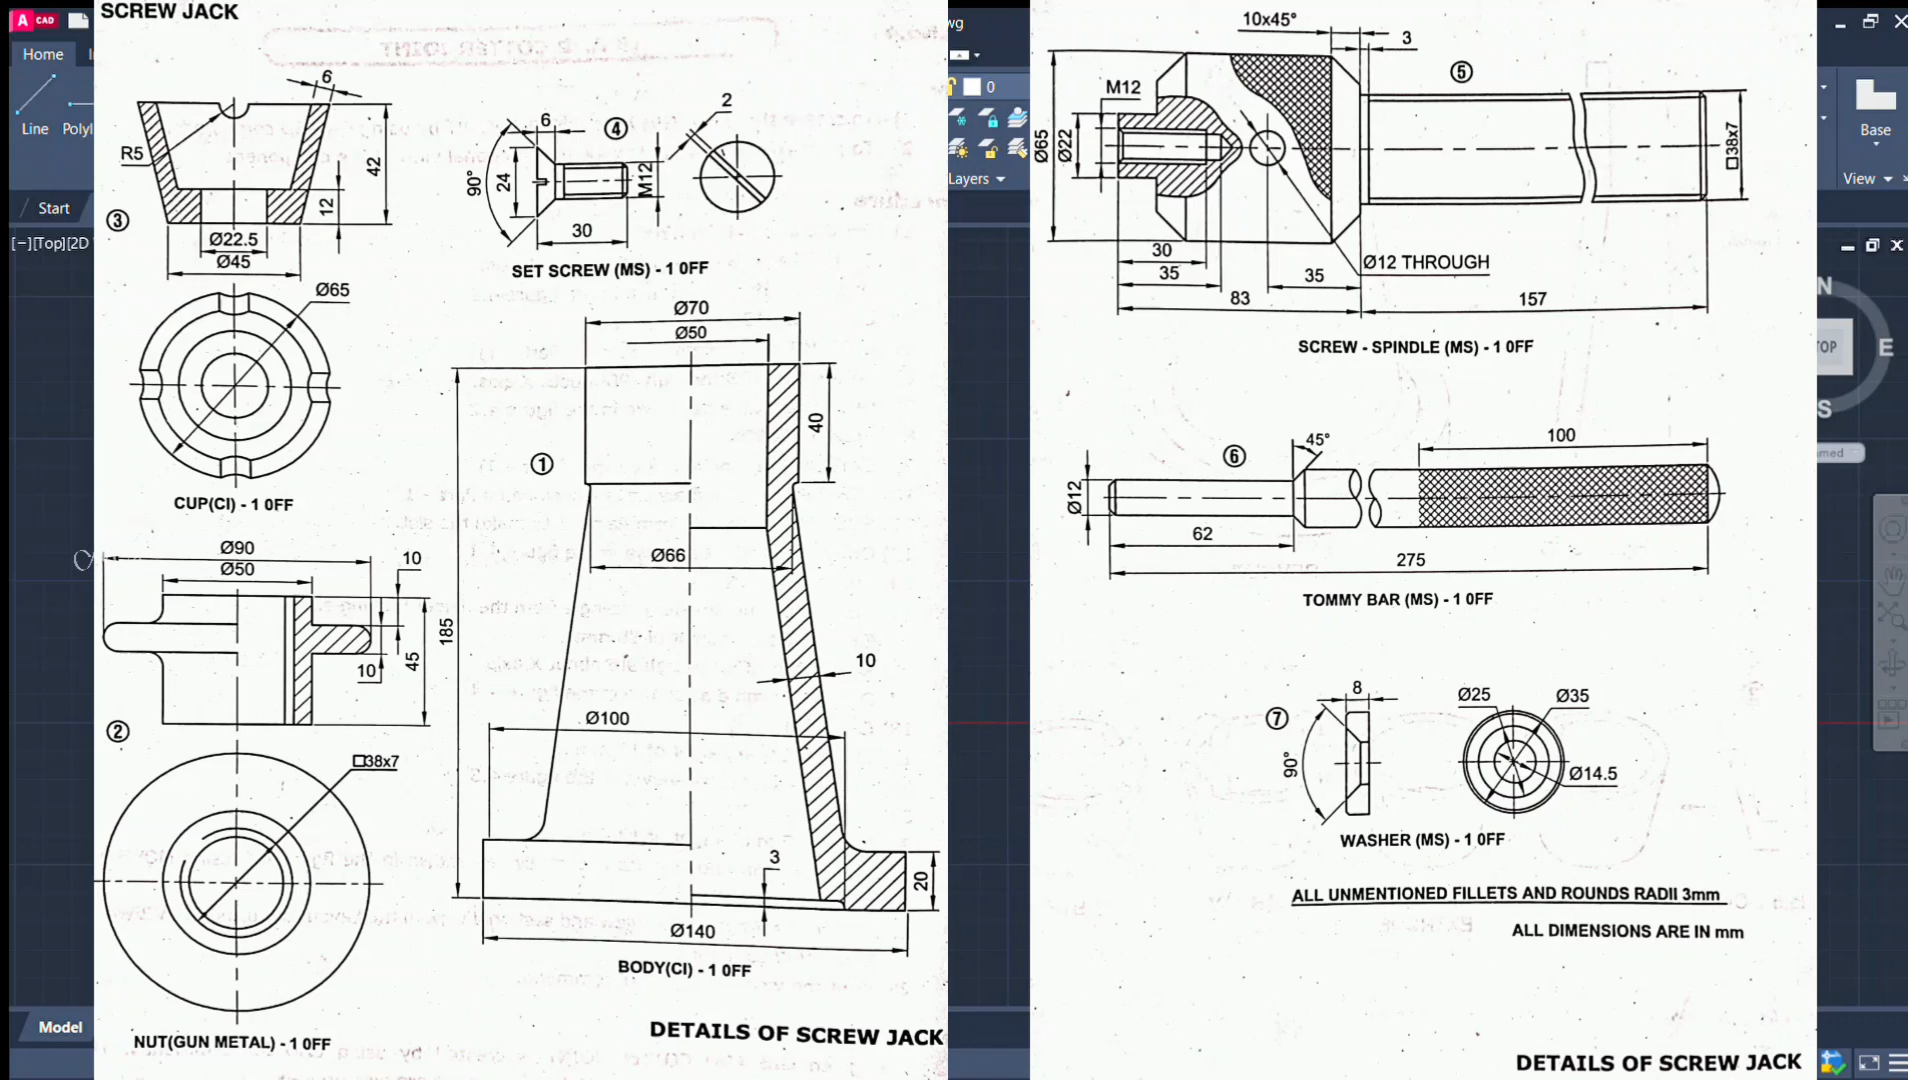 SCREW JACK
6
R5
42
12
③
Ø22.5
Ø45
Ø65
CUP(CI) - 1 0FF
6
④
2
90°
24
M12
30
SET SCREW (MS) - 1 0FF
Ø90
10
Ø50
10
45
②
□38x7
NUT(GUN METAL) - 1 0FF
Ø70
Ø50
40
①
Ø66
185
10
Ø100
3
20
Ø140
BODY(CI) - 1 0FF
DETAILS OF SCREW JACK
10x45°
3
⑤
M12
Ø65
Ø22
□38x7
30
Ø12 THROUGH
35
35
83
157
SCREW - SPINDLE (MS) - 1 0FF
100
45°
⑥
Ø12
62
275
TOMMY BAR (MS) - 1 0FF
8
Ø25
Ø35
⑦
90°
Ø14.5
WASHER (MS) - 1 0FF
ALL UNMENTIONED FILLETS AND ROUNDS RADII 3mm
ALL DIMENSIONS ARE IN mm
DETAILS OF SCREW JACK
A CAD
Home
Line
Start
[−][Top][2D
Model
wg
0
Layers
Base
View
N
TOP
E
S
amed